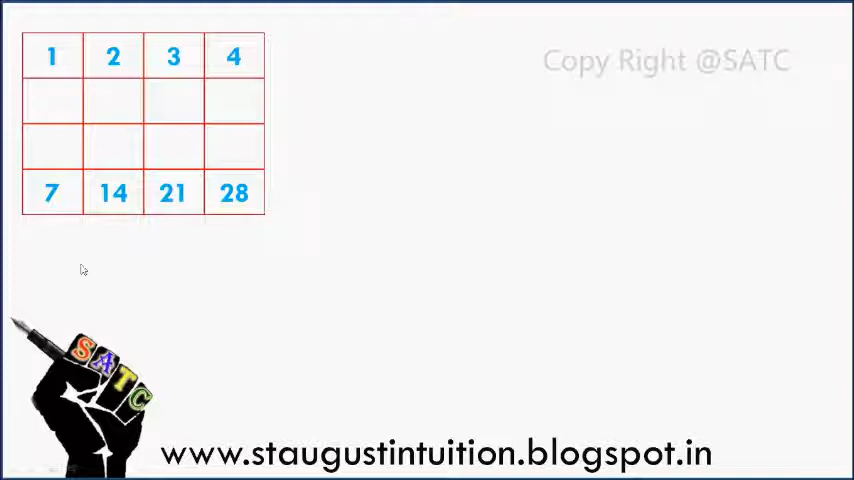 1 2 3 4
Copy Right @SATC
7 14 21 28
SATC
www.staugustintuition.blogspot.in